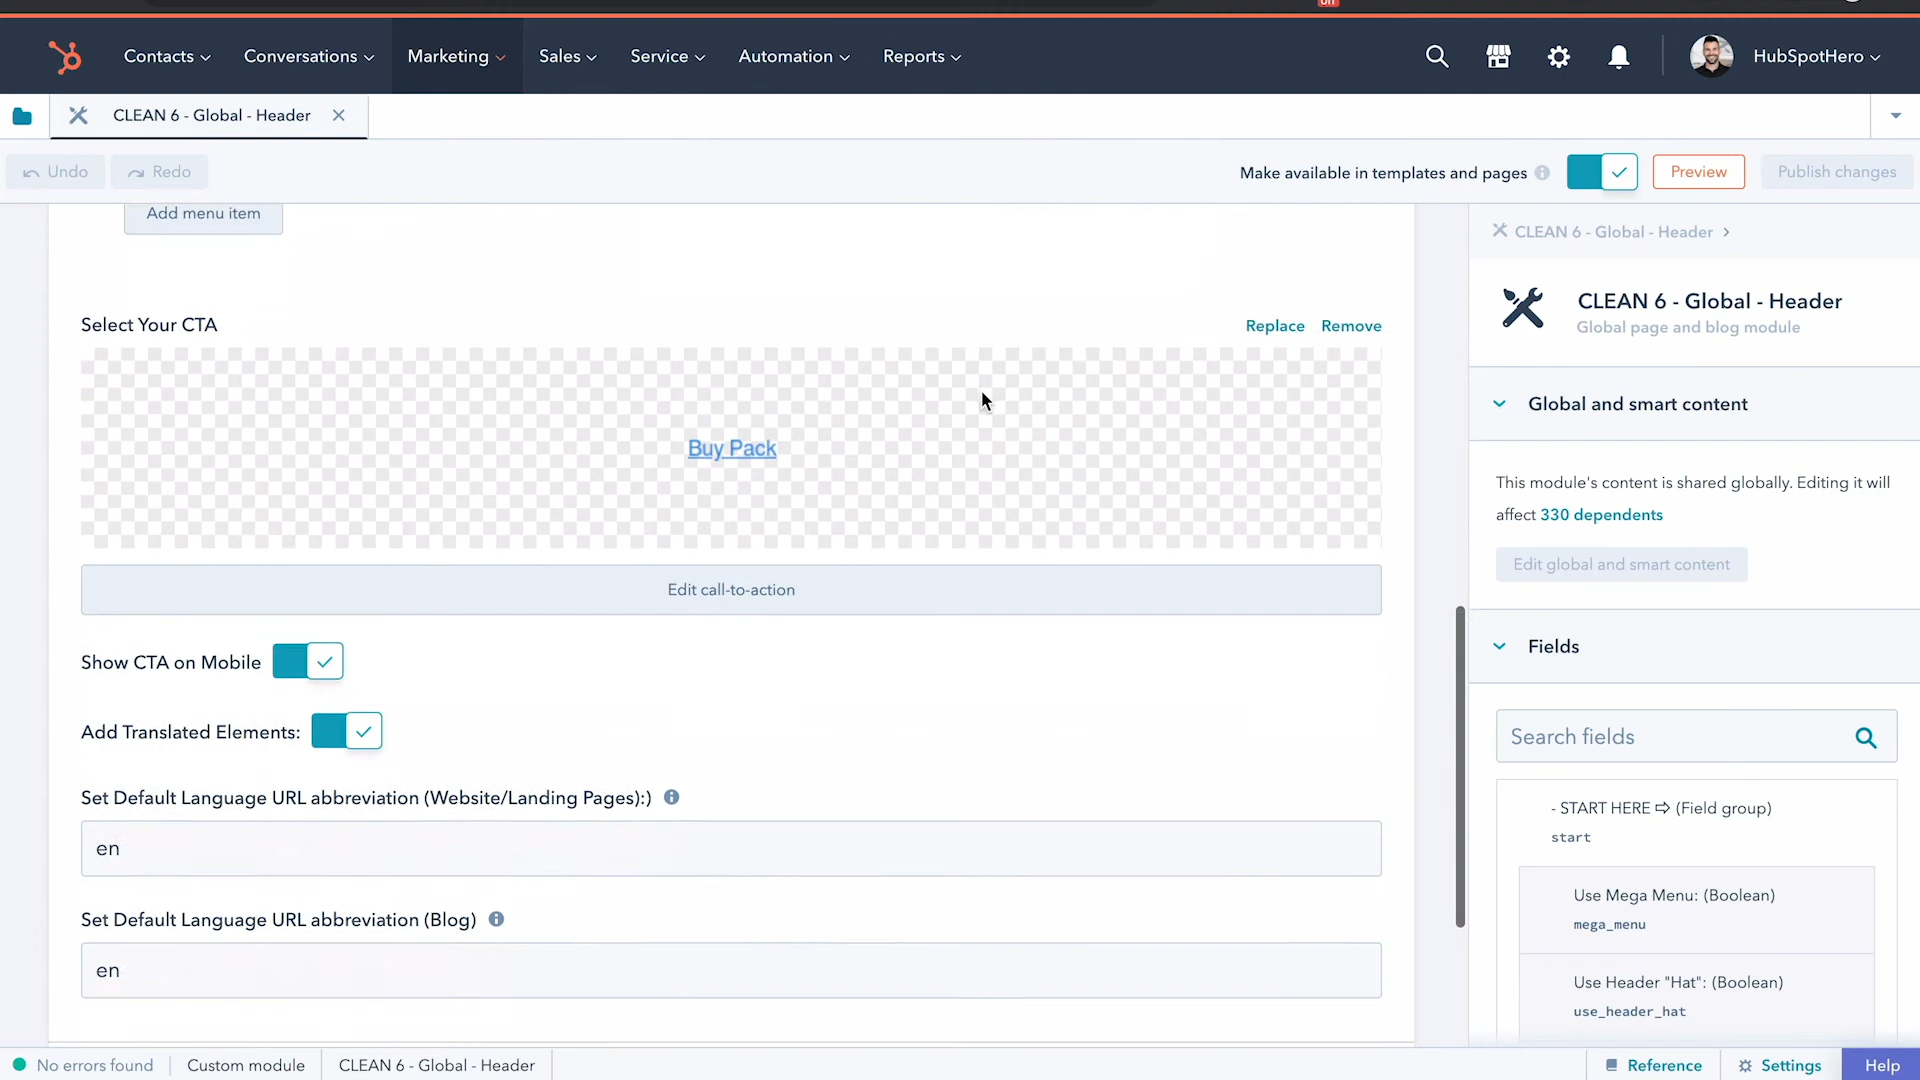 Contacts
Conversations
Marketing
Sales
Service
Automation
Reports
HubSpotHero
CLEAN 6 - Global - Header
Undo
Redo
Make available in templates and pages
Preview
Publish changes
Add menu item
Select Your CTA
Replace
Remove
Buy Pack
Edit call-to-action
Show CTA on Mobile
Add Translated Elements:
Set Default Language URL abbreviation (Website/Landing Pages):)
en
Set Default Language URL abbreviation (Blog)
en
CLEAN 6 - Global - Header
CLEAN 6 - Global - Header
Global page and blog module
Global and smart content
This module's content is shared globally. Editing it will
affect 330 dependents
Edit global and smart content
Fields
Search fields
- START HERE ⇨ (Field group)
start
Use Mega Menu: (Boolean)
mega_menu
Use Header "Hat": (Boolean)
use_header_hat
No errors found
Custom module
CLEAN 6 - Global - Header
Reference
Settings
Help